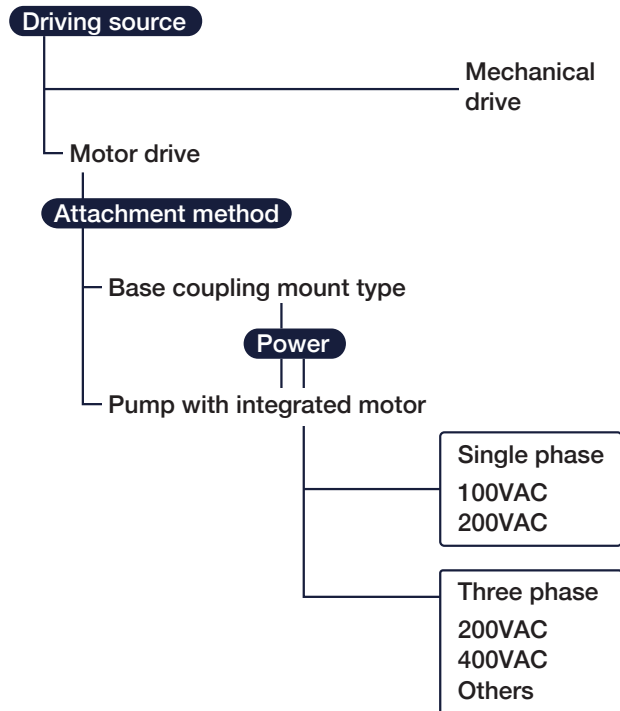 Driving source
Mechanical
drive
Motor drive
Attachment method
Base coupling mount type
Power
Pump with integrated motor
Single phase
100VAC
200VAC
Three phase
200VAC
400VAC
Others